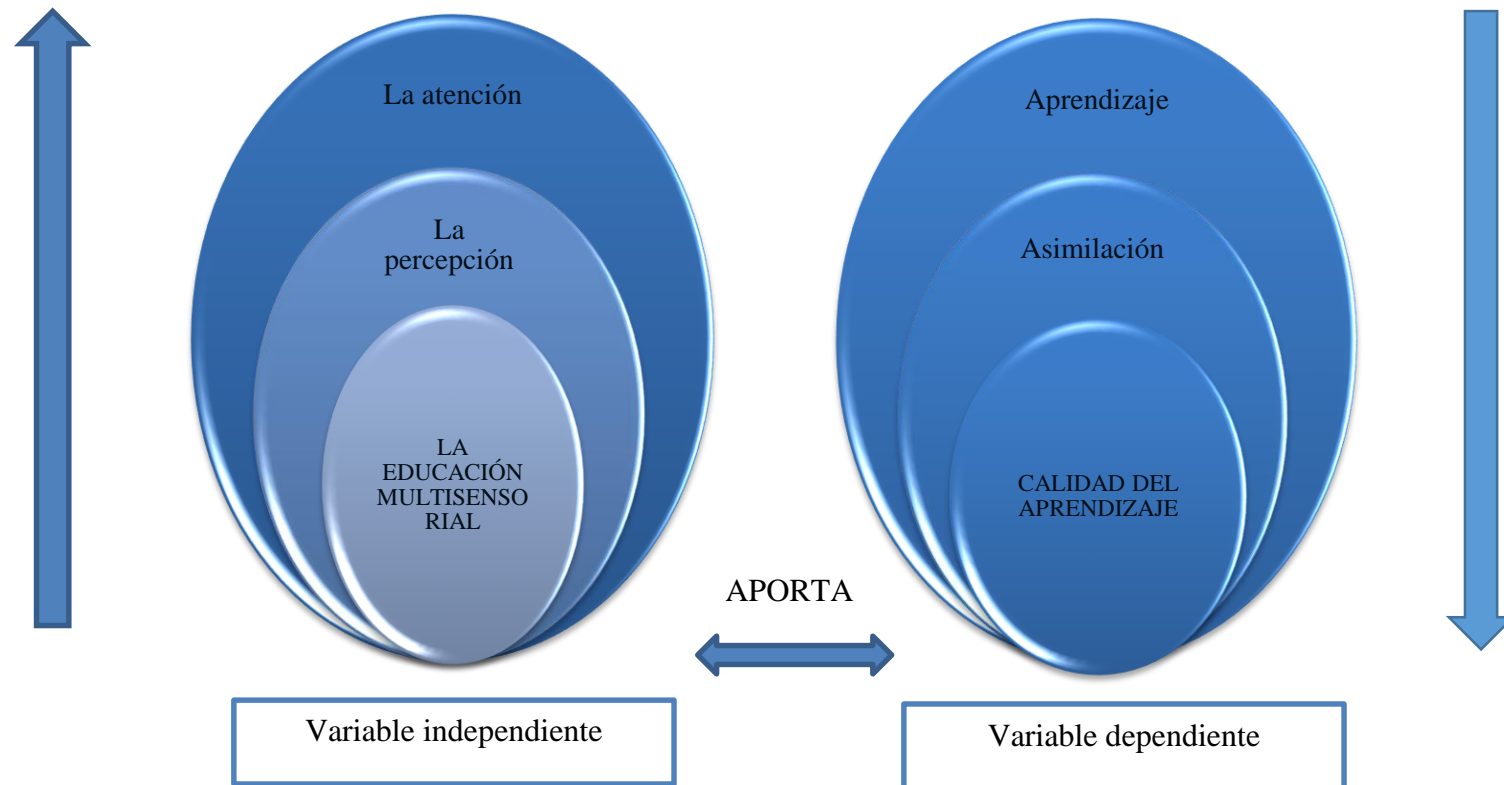 La atención
La
percepción
LA
EDUCACIÓN
MULTISENSO
RIAL
Aprendizaje
Asimilación
CALIDAD DEL
APRENDIZAJE
APORTA
Variable independiente
Variable dependiente